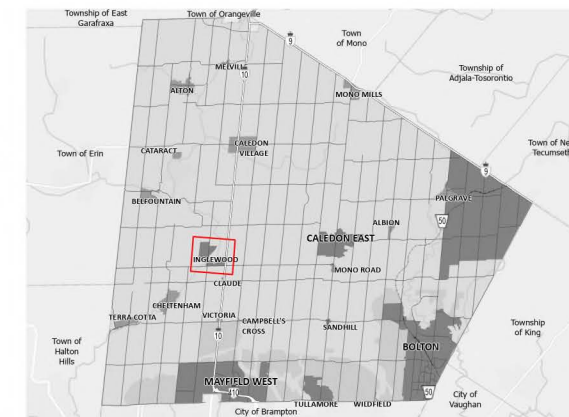 Township of East
Garafraxa
Town of Orangeville
Town
of Mono
9
10
Township of
Adjala-Tosorontio
MELVILLE
ALTON
MONO MILLS
Town of Erin
CATARACT
CALEDON
VILLAGE
Town of Ne
Tecumseth
9
BELFOUNTAIN
PALGRAVE
50
ALBION
CALEDON EAST
INGLEWOOD
MONO ROAD
CLAUDE
CHELTENHAM
TERRA COTTA
VICTORIA
CAMPBELL'S
CROSS
SANDHILL
Township
of King
10
Town of
Halton
Hills
BOLTON
MAYFIELD WEST
10
50
TULLAMORE
WILDFIELD
City of
Vaughan
City of Brampton